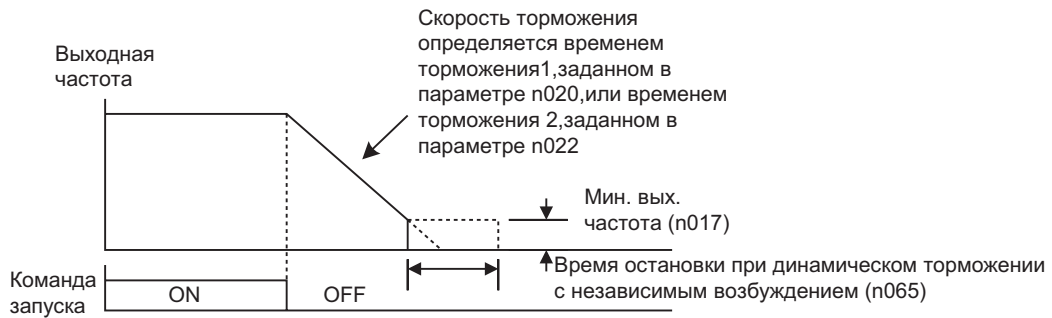 Скорость торможения
определяется временем
торможения1,заданном в
параметре n020,или временем
торможения 2,заданном в
параметре n022
Выходная
частота
Мин. вых.
частота (n017)
Время остановки при динамическом торможении
с независимым возбуждением (n065)
Команда
запуска
ON
OFF